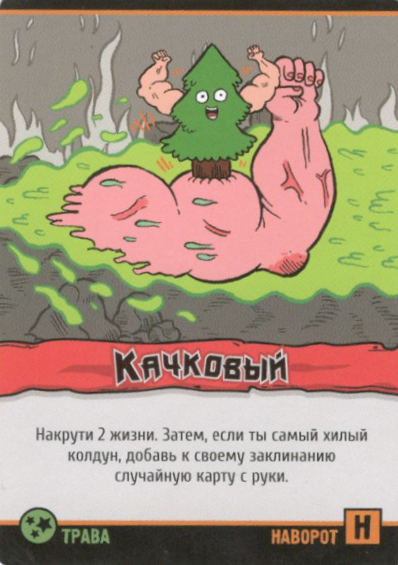 Качковый
Накрути 2 жизни. Затем, если ты самый хилый
колдун, добавь к своему заклинанию
случайную карту с руки.
ТРАВА
НАВОРОТ Н